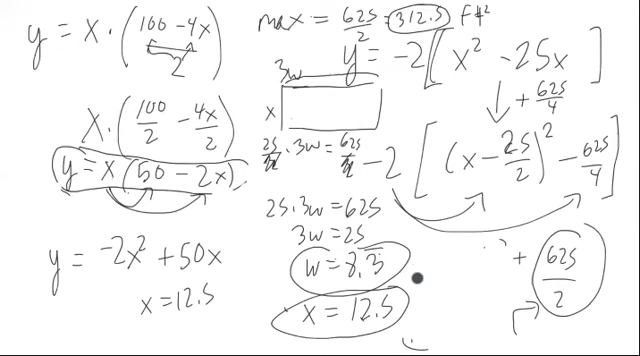 y = x · (100 - 4x / 2)
x · (100/2 - 4x/2)
(y = x (50 - 2x))
y = -2x² + 50x
x = 12.5
max = 625/2 = 312.5 Ft²
3w
x
25/2 · 3w = 625/2
25 · 3w = 625
3w = 25
w = 8.3
x = 12.5
y = -2 [x² - 25x]
+ 625/4
-2 [(x - 25/2)² - 625/4]
+ 625/2